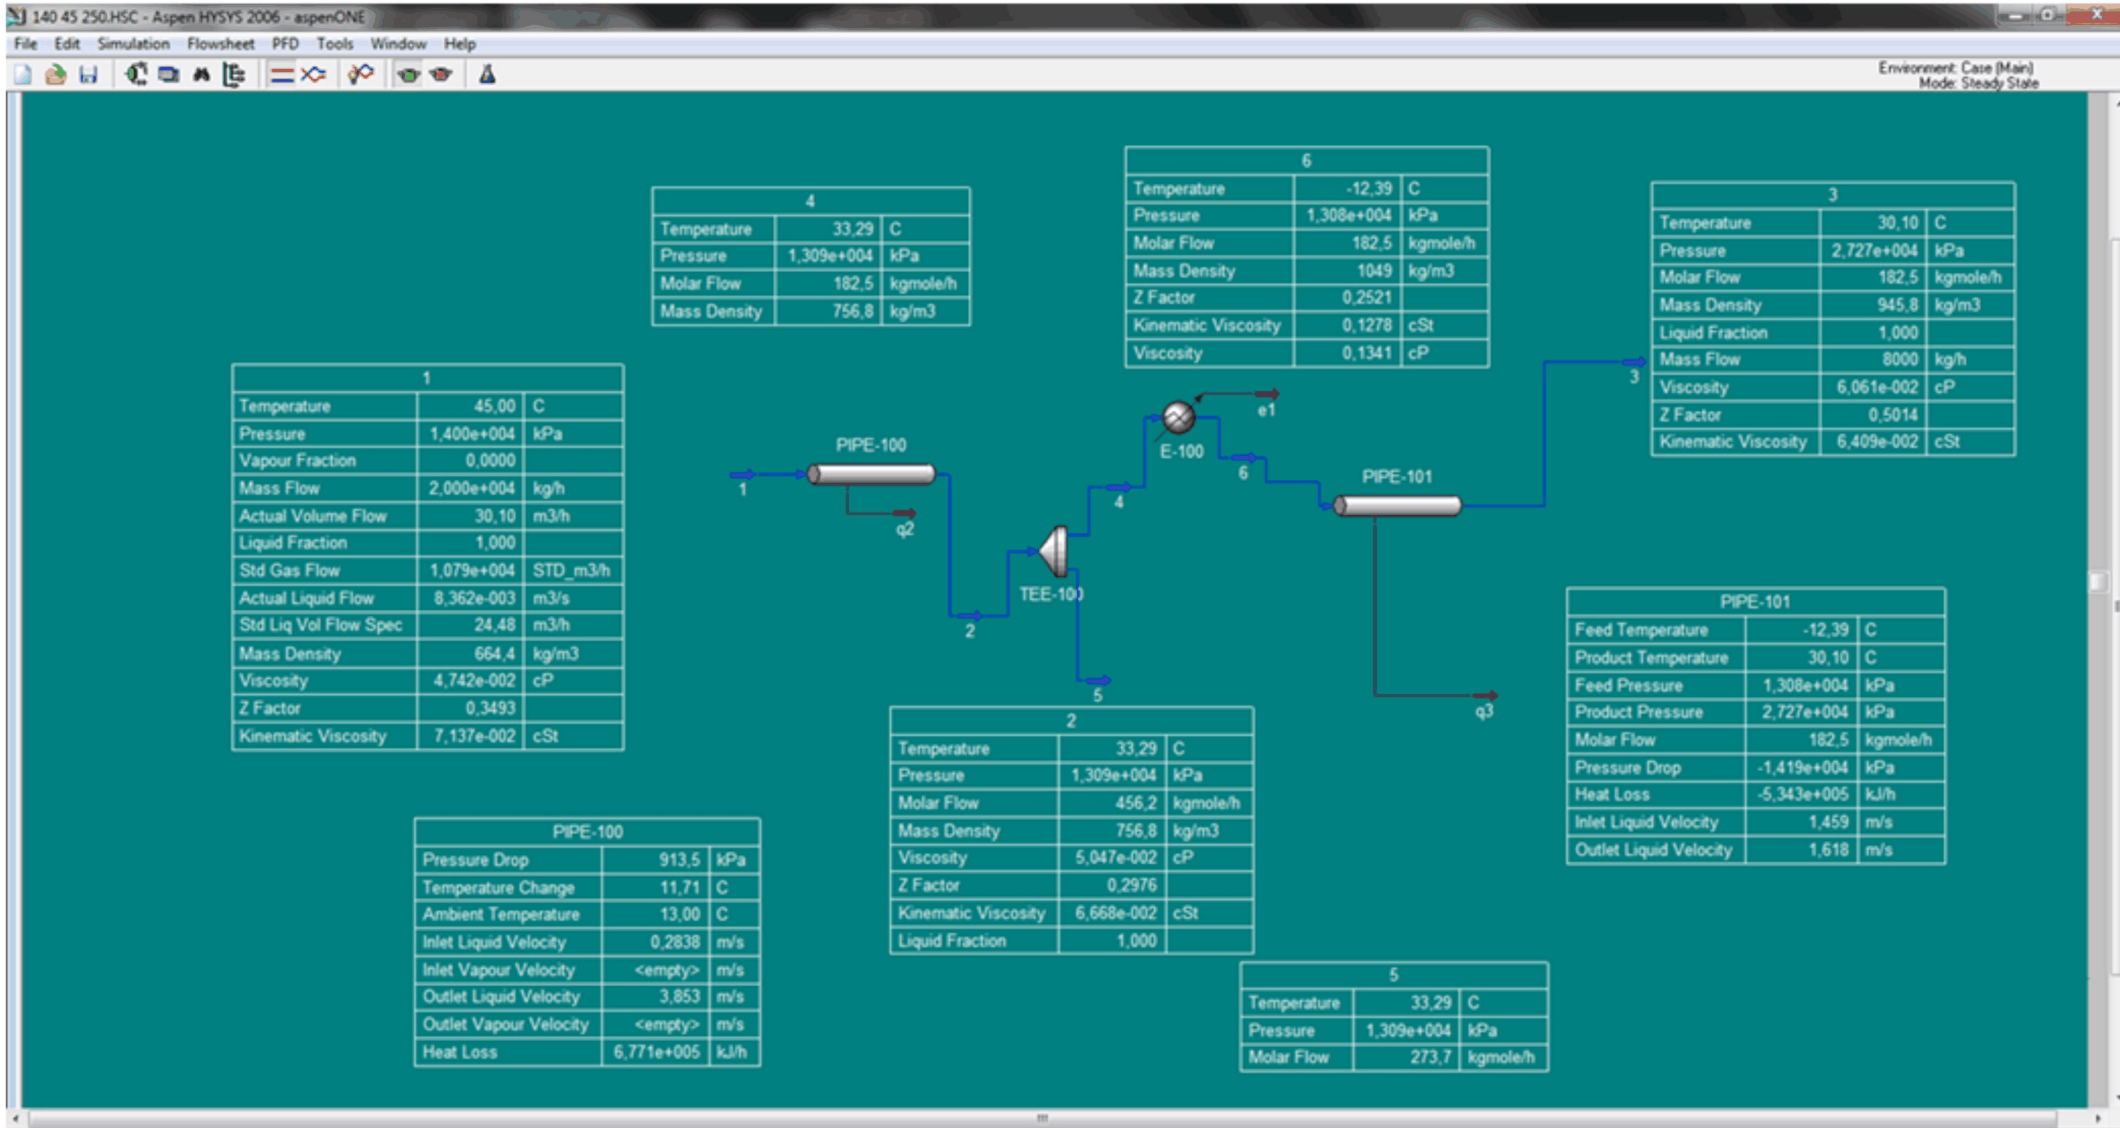 140 45 250.HSC - Aspen HYSYS 2006 - aspenONE
File Edit Simulation Flowsheet PFD Tools Window Help
Environment: Case (Main)
Mode: Steady State
6
Temperature -12,39 C
Pressure 1,308e+004 kPa
Molar Flow 182,5 kgmole/h
Mass Density 1049 kg/m3
Z Factor 0,2521
Kinematic Viscosity 0,1278 cSt
Viscosity 0,1341 cP
4
Temperature 33,29 C
Pressure 1,309e+004 kPa
Molar Flow 182,5 kgmole/h
Mass Density 756,8 kg/m3
3
Temperature 30,10 C
Pressure 2,727e+004 kPa
Molar Flow 182,5 kgmole/h
Mass Density 945,8 kg/m3
Liquid Fraction 1,000
Mass Flow 8000 kg/h
Viscosity 6,061e-002 cP
Z Factor 0,5014
Kinematic Viscosity 6,409e-002 cSt
1
Temperature 45,00 C
Pressure 1,400e+004 kPa
Vapour Fraction 0,0000
Mass Flow 2,000e+004 kg/h
Actual Volume Flow 30,10 m3/h
Liquid Fraction 1,000
Std Gas Flow 1,079e+004 STD_m3/h
Actual Liquid Flow 8,362e-003 m3/s
Std Liq Vol Flow Spec 24,48 m3/h
Mass Density 664,4 kg/m3
Viscosity 4,742e-002 cP
Z Factor 0,3493
Kinematic Viscosity 7,137e-002 cSt
PIPE-100
1
q2
2
TEE-100
4
5
E-100
e1
6
PIPE-101
3
q3
PIPE-101
Feed Temperature -12,39 C
Product Temperature 30,10 C
Feed Pressure 1,308e+004 kPa
Product Pressure 2,727e+004 kPa
Molar Flow 182,5 kgmole/h
Pressure Drop -1,419e+004 kPa
Heat Loss -5,343e+005 kJ/h
Inlet Liquid Velocity 1,459 m/s
Outlet Liquid Velocity 1,618 m/s
2
Temperature 33,29 C
Pressure 1,309e+004 kPa
Molar Flow 456,2 kgmole/h
Mass Density 756,8 kg/m3
Viscosity 5,047e-002 cP
Z Factor 0,2976
Kinematic Viscosity 6,668e-002 cSt
Liquid Fraction 1,000
PIPE-100
Pressure Drop 913,5 kPa
Temperature Change 11,71 C
Ambient Temperature 13,00 C
Inlet Liquid Velocity 0,2838 m/s
Inlet Vapour Velocity <empty> m/s
Outlet Liquid Velocity 3,853 m/s
Outlet Vapour Velocity <empty> m/s
Heat Loss 6,771e+005 kJ/h
5
Temperature 33,29 C
Pressure 1,309e+004 kPa
Molar Flow 273,7 kgmole/h